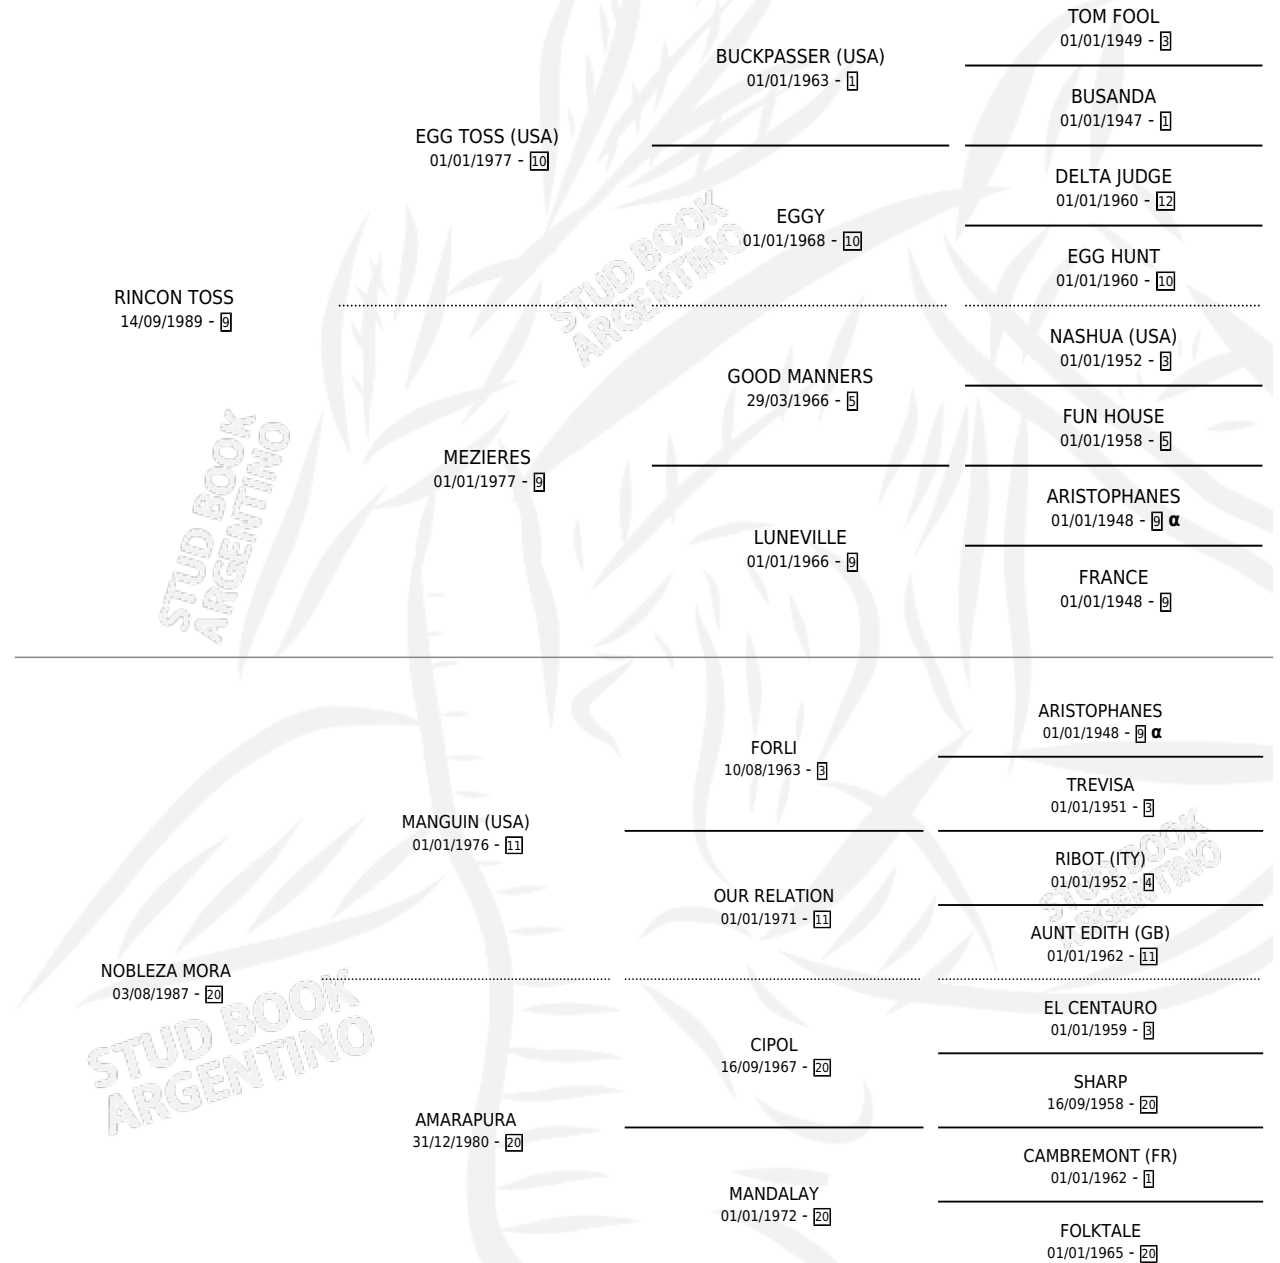 TOM FOOL
01/01/1949 - 3
BUCKPASSER (USA)
01/01/1963 - 1
BUSANDA
01/01/1947 - 1
EGG TOSS (USA)
01/01/1977 - 10
DELTA JUDGE
01/01/1960 - 12
EGGY
01/01/1968 - 10
EGG HUNT
01/01/1960 - 10
RINCON TOSS
14/09/1989 - 9
NASHUA (USA)
01/01/1952 - 3
GOOD MANNERS
29/03/1966 - 5
FUN HOUSE
01/01/1958 - 5
MEZIERES
01/01/1977 - 9
ARISTOPHANES
01/01/1948 - 9 α
LUNEVILLE
01/01/1966 - 9
FRANCE
01/01/1948 - 9
ARISTOPHANES
01/01/1948 - 9 α
FORLI
10/08/1963 - 3
TREVISA
01/01/1951 - 3
MANGUIN (USA)
01/01/1976 - 11
RIBOT (ITY)
01/01/1952 - 4
OUR RELATION
01/01/1971 - 11
AUNT EDITH (GB)
01/01/1962 - 11
NOBLEZA MORA
03/08/1987 - 20
EL CENTAURO
01/01/1959 - 3
CIPOL
16/09/1967 - 20
SHARP
16/09/1958 - 20
AMARAPURA
31/12/1980 - 20
CAMBREMONT (FR)
01/01/1962 - 1
MANDALAY
01/01/1972 - 20
FOLKTALE
01/01/1965 - 20
STUD BOOK
ARGENTINO
STUD BOOK
ARGENTINO
STUD BOOK
ARGENTINO
STUD BOOK
ARGENTINO